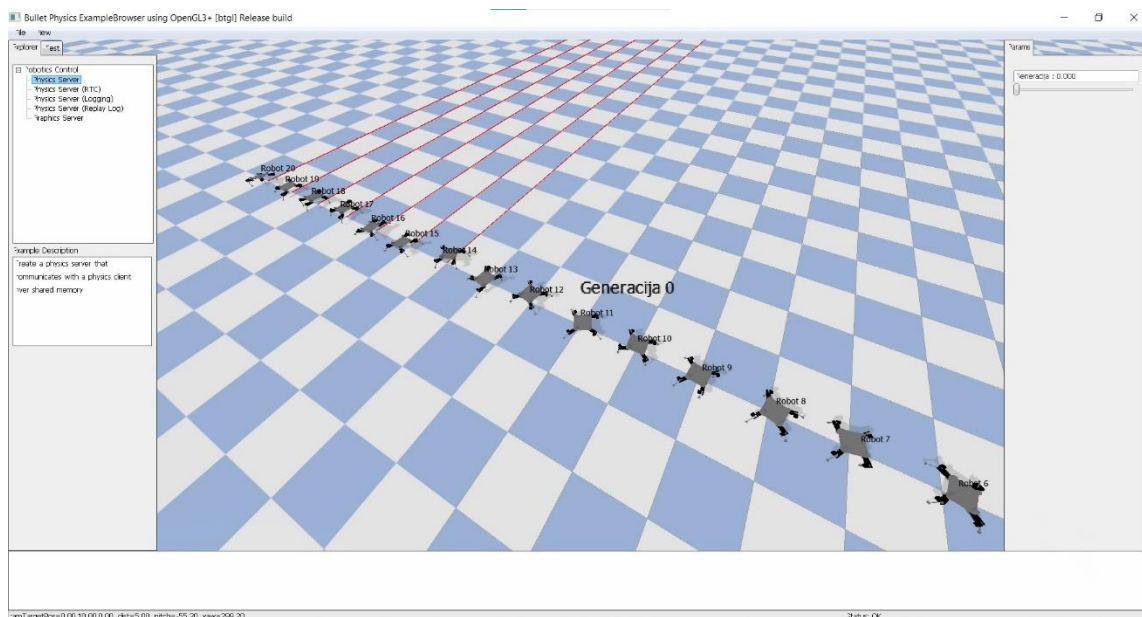 Bullet Physics ExampleBrowser using OpenGL3+ [btgl] Release build
File View
Explorer Test
Robotics Control
Physics Server
Physics Server (RTC)
Physics Server (Logging)
Physics Server (Replay Log)
Graphics Server
Example Description
Create a physics server that
communicates with a physics client
over shared memory
Params
Generacija : 0.000
Robot 20
Robot 19
Robot 18
Robot 17
Robot 16
Robot 15
Robot 14
Robot 13
Robot 12
Generacija 0
Robot 11
Robot 10
Robot 9
Robot 8
Robot 7
Robot 6
Status: OK